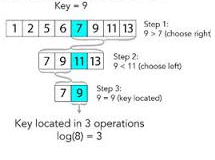 Key = 9
1 2 5 6 7 9 11 13
Step 1:
9 > 7 (choose right)
7 9 11 13
Step 2:
9 < 11 (choose left)
7 9
Step 3:
9 = 9 (key located)
Key located in 3 operations
log(8) = 3